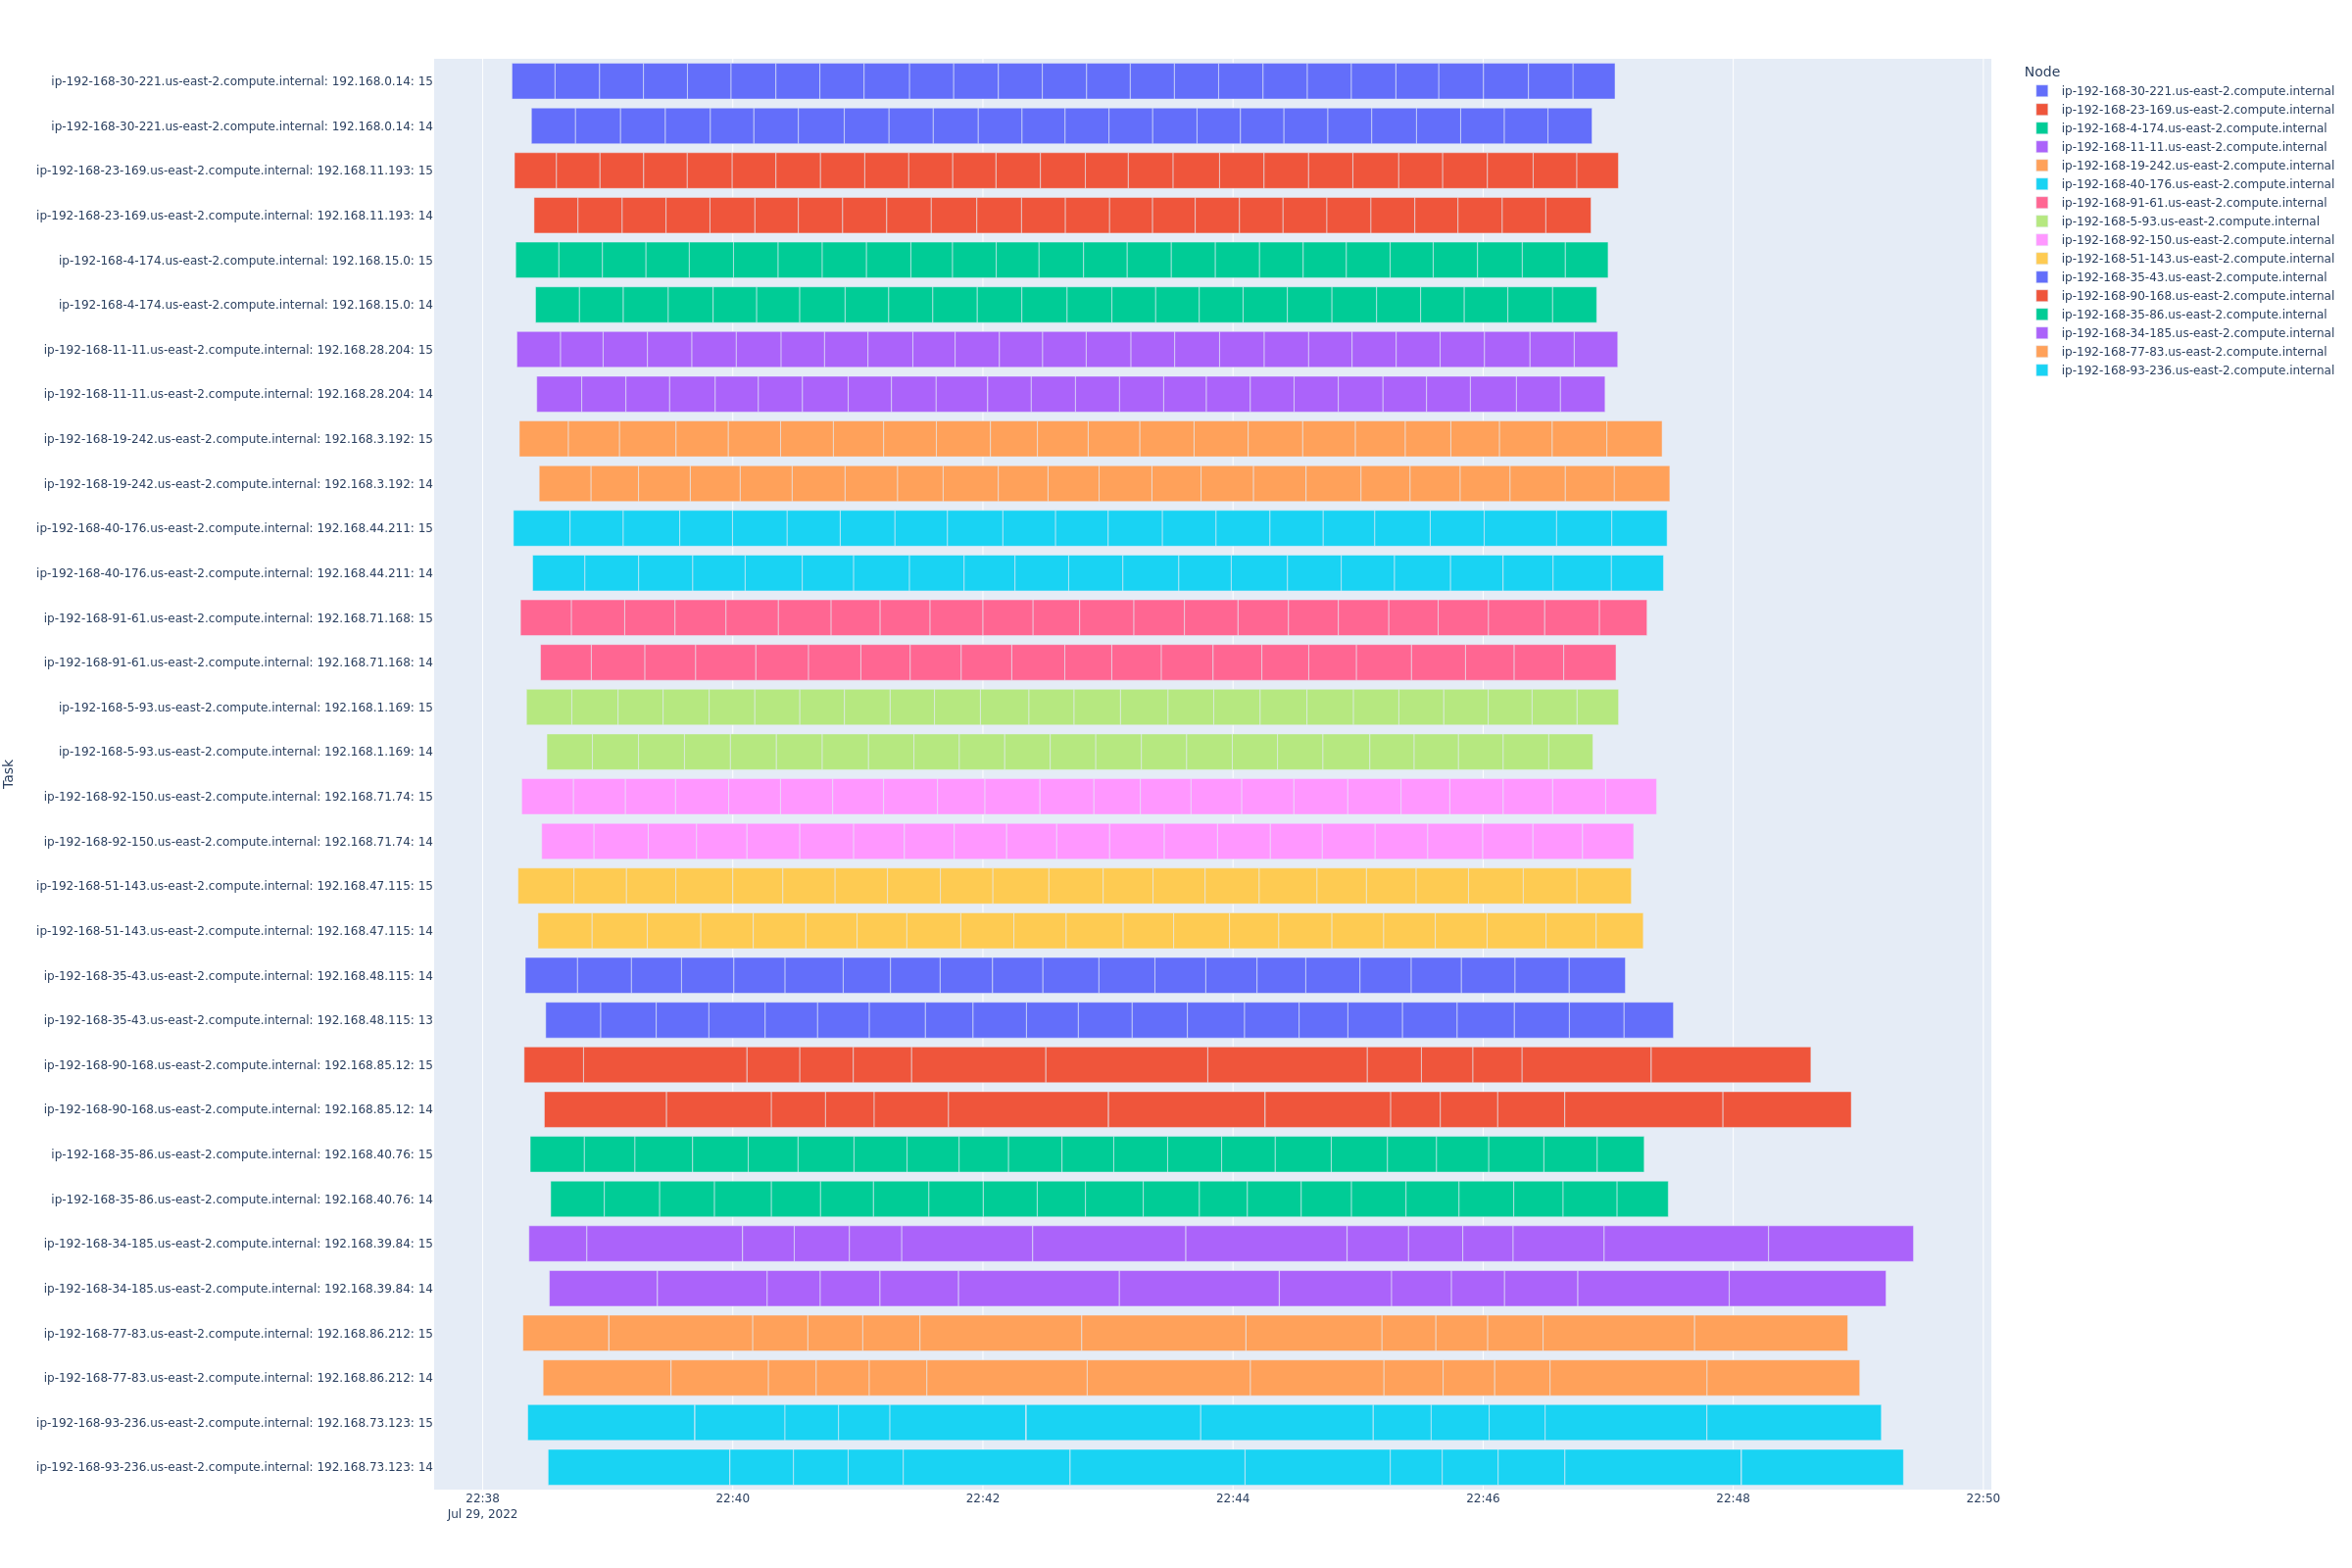 Task
ip-192-168-30-221.us-east-2.compute.internal: 192.168.0.14: 15
ip-192-168-30-221.us-east-2.compute.internal: 192.168.0.14: 14
ip-192-168-23-169.us-east-2.compute.internal: 192.168.11.193: 15
ip-192-168-23-169.us-east-2.compute.internal: 192.168.11.193: 14
ip-192-168-4-174.us-east-2.compute.internal: 192.168.15.0: 15
ip-192-168-4-174.us-east-2.compute.internal: 192.168.15.0: 14
ip-192-168-11-11.us-east-2.compute.internal: 192.168.28.204: 15
ip-192-168-11-11.us-east-2.compute.internal: 192.168.28.204: 14
ip-192-168-19-242.us-east-2.compute.internal: 192.168.3.192: 15
ip-192-168-19-242.us-east-2.compute.internal: 192.168.3.192: 14
ip-192-168-40-176.us-east-2.compute.internal: 192.168.44.211: 15
ip-192-168-40-176.us-east-2.compute.internal: 192.168.44.211: 14
ip-192-168-91-61.us-east-2.compute.internal: 192.168.71.168: 15
ip-192-168-91-61.us-east-2.compute.internal: 192.168.71.168: 14
ip-192-168-5-93.us-east-2.compute.internal: 192.168.1.169: 15
ip-192-168-5-93.us-east-2.compute.internal: 192.168.1.169: 14
ip-192-168-92-150.us-east-2.compute.internal: 192.168.71.74: 15
ip-192-168-92-150.us-east-2.compute.internal: 192.168.71.74: 14
ip-192-168-51-143.us-east-2.compute.internal: 192.168.47.115: 15
ip-192-168-51-143.us-east-2.compute.internal: 192.168.47.115: 14
ip-192-168-35-43.us-east-2.compute.internal: 192.168.48.115: 14
ip-192-168-35-43.us-east-2.compute.internal: 192.168.48.115: 13
ip-192-168-90-168.us-east-2.compute.internal: 192.168.85.12: 15
ip-192-168-90-168.us-east-2.compute.internal: 192.168.85.12: 14
ip-192-168-35-86.us-east-2.compute.internal: 192.168.40.76: 15
ip-192-168-35-86.us-east-2.compute.internal: 192.168.40.76: 14
ip-192-168-34-185.us-east-2.compute.internal: 192.168.39.84: 15
ip-192-168-34-185.us-east-2.compute.internal: 192.168.39.84: 14
ip-192-168-77-83.us-east-2.compute.internal: 192.168.86.212: 15
ip-192-168-77-83.us-east-2.compute.internal: 192.168.86.212: 14
ip-192-168-93-236.us-east-2.compute.internal: 192.168.73.123: 15
ip-192-168-93-236.us-east-2.compute.internal: 192.168.73.123: 14
22:38 22:40 22:42 22:44 22:46 22:48 22:50
Jul 29, 2022
Node
ip-192-168-30-221.us-east-2.compute.internal
ip-192-168-23-169.us-east-2.compute.internal
ip-192-168-4-174.us-east-2.compute.internal
ip-192-168-11-11.us-east-2.compute.internal
ip-192-168-19-242.us-east-2.compute.internal
ip-192-168-40-176.us-east-2.compute.internal
ip-192-168-91-61.us-east-2.compute.internal
ip-192-168-5-93.us-east-2.compute.internal
ip-192-168-92-150.us-east-2.compute.internal
ip-192-168-51-143.us-east-2.compute.internal
ip-192-168-35-43.us-east-2.compute.internal
ip-192-168-90-168.us-east-2.compute.internal
ip-192-168-35-86.us-east-2.compute.internal
ip-192-168-34-185.us-east-2.compute.internal
ip-192-168-77-83.us-east-2.compute.internal
ip-192-168-93-236.us-east-2.compute.internal